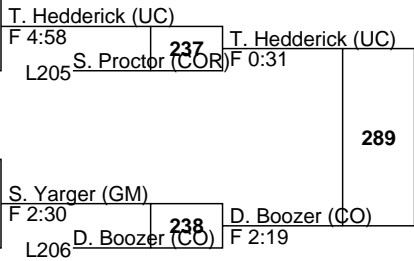 T. Hedderick (UC)
F 4:58
237
T. Hedderick (UC)
L205 S. Proctor (COR)
F 0:31
289
S. Yarger (GM)
F 2:30
238
D. Boozer (CO)
L206 D. Boozer (CO)
F 2:19